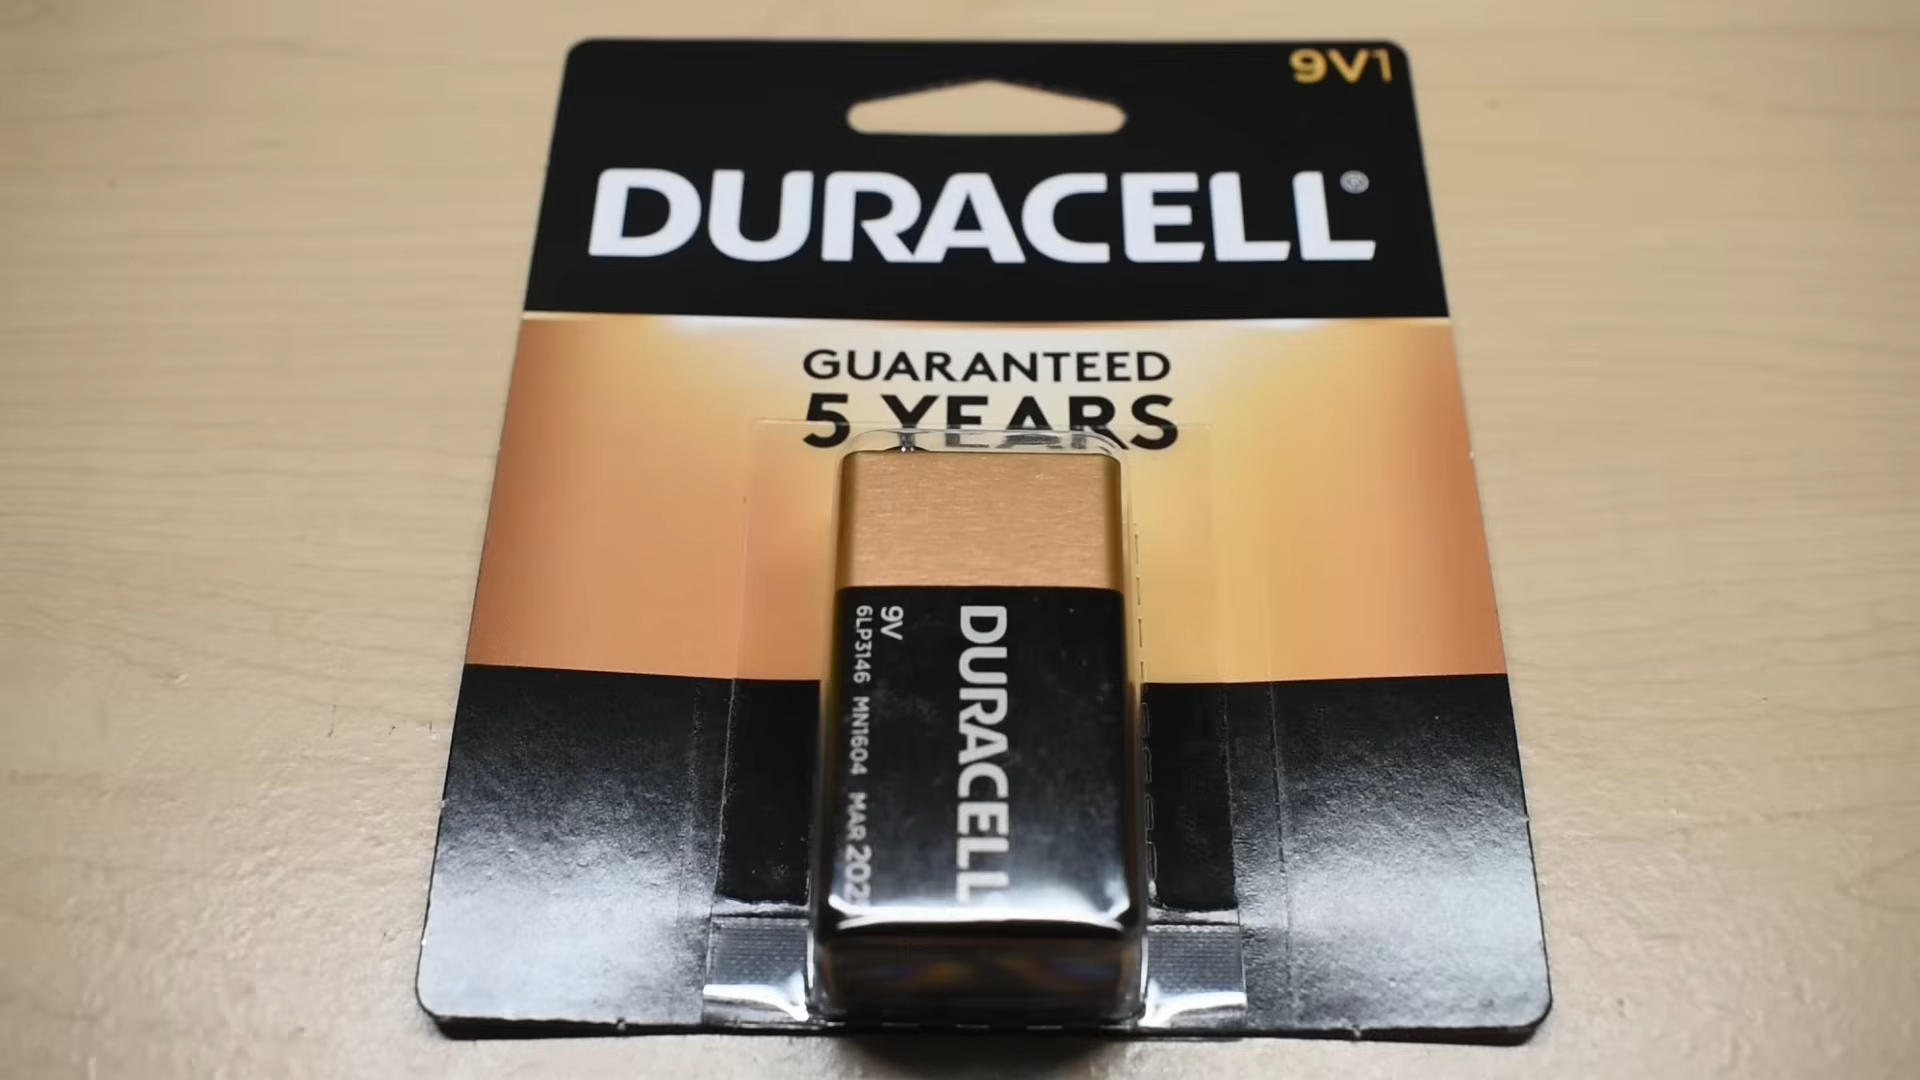 9V1
DURACELL®
GUARANTEED
5 YEARS
DURACELL
9V
6LP3146 MN1604 MAR